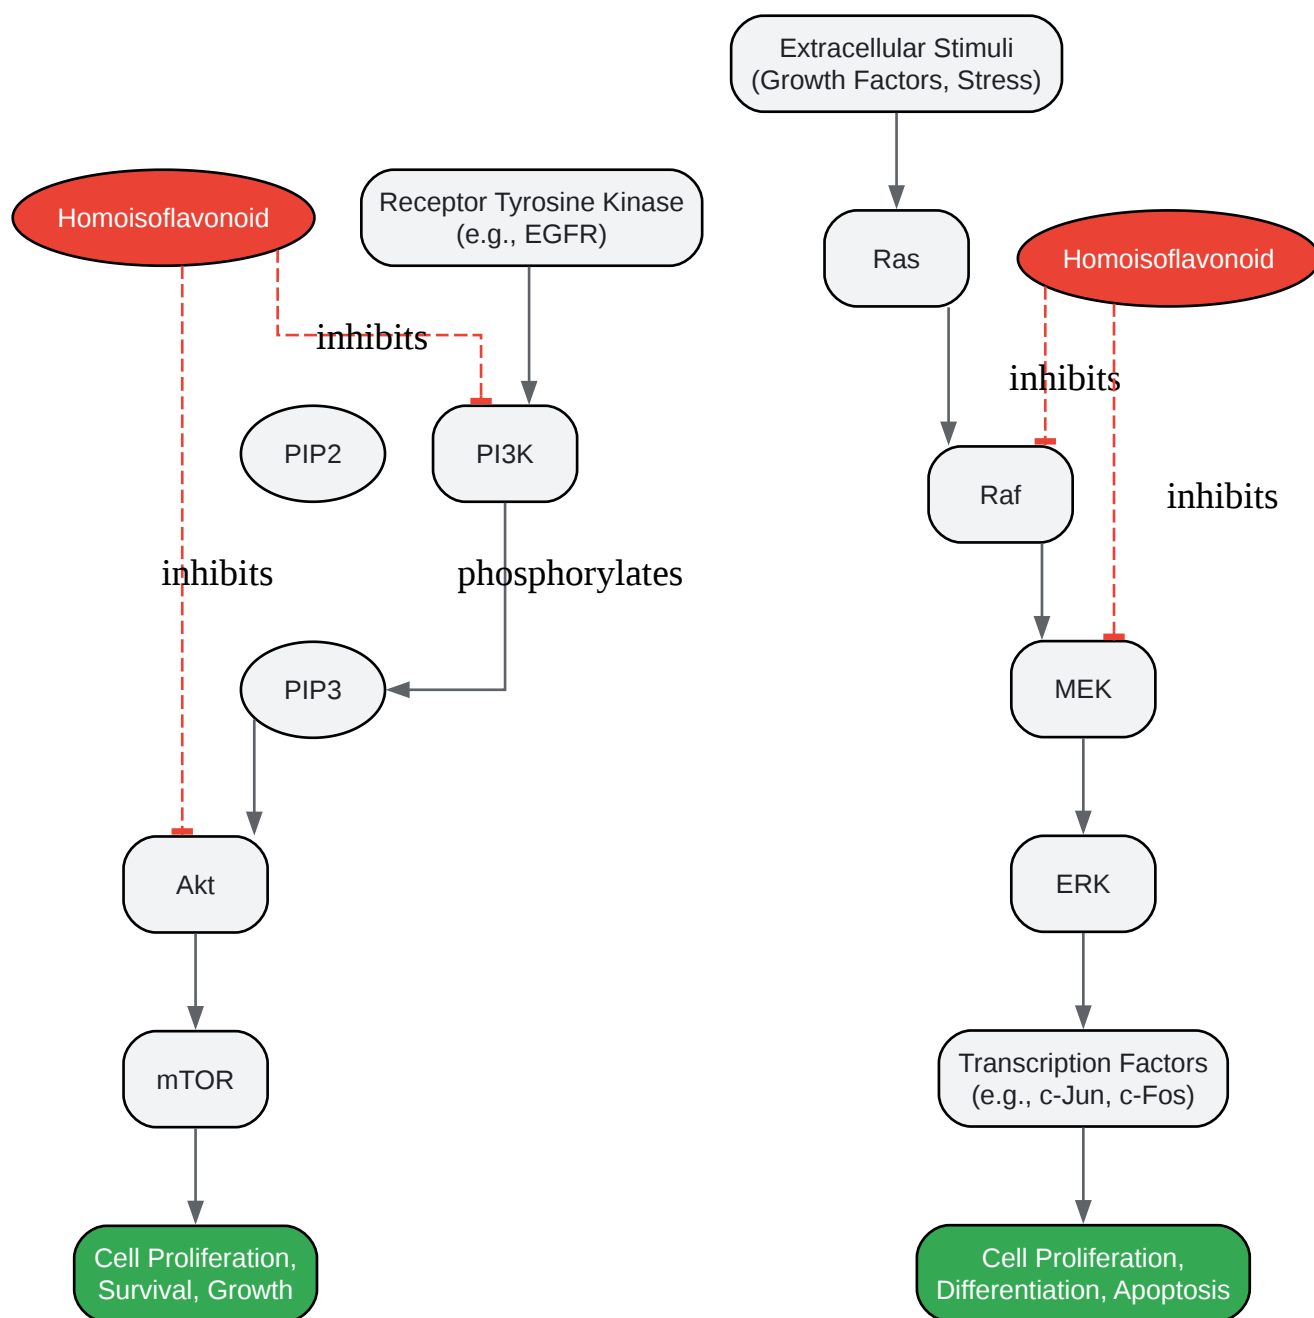 Extracellular Stimuli
(Growth Factors, Stress)
Homoisoflavonoid
Receptor Tyrosine Kinase
(e.g., EGFR)
Ras
Homoisoflavonoid
inhibits
inhibits
PIP2
PI3K
Raf
inhibits
inhibits
phosphorylates
PIP3
MEK
Akt
ERK
mTOR
Transcription Factors
(e.g., c-Jun, c-Fos)
Cell Proliferation,
Survival, Growth
Cell Proliferation,
Differentiation, Apoptosis